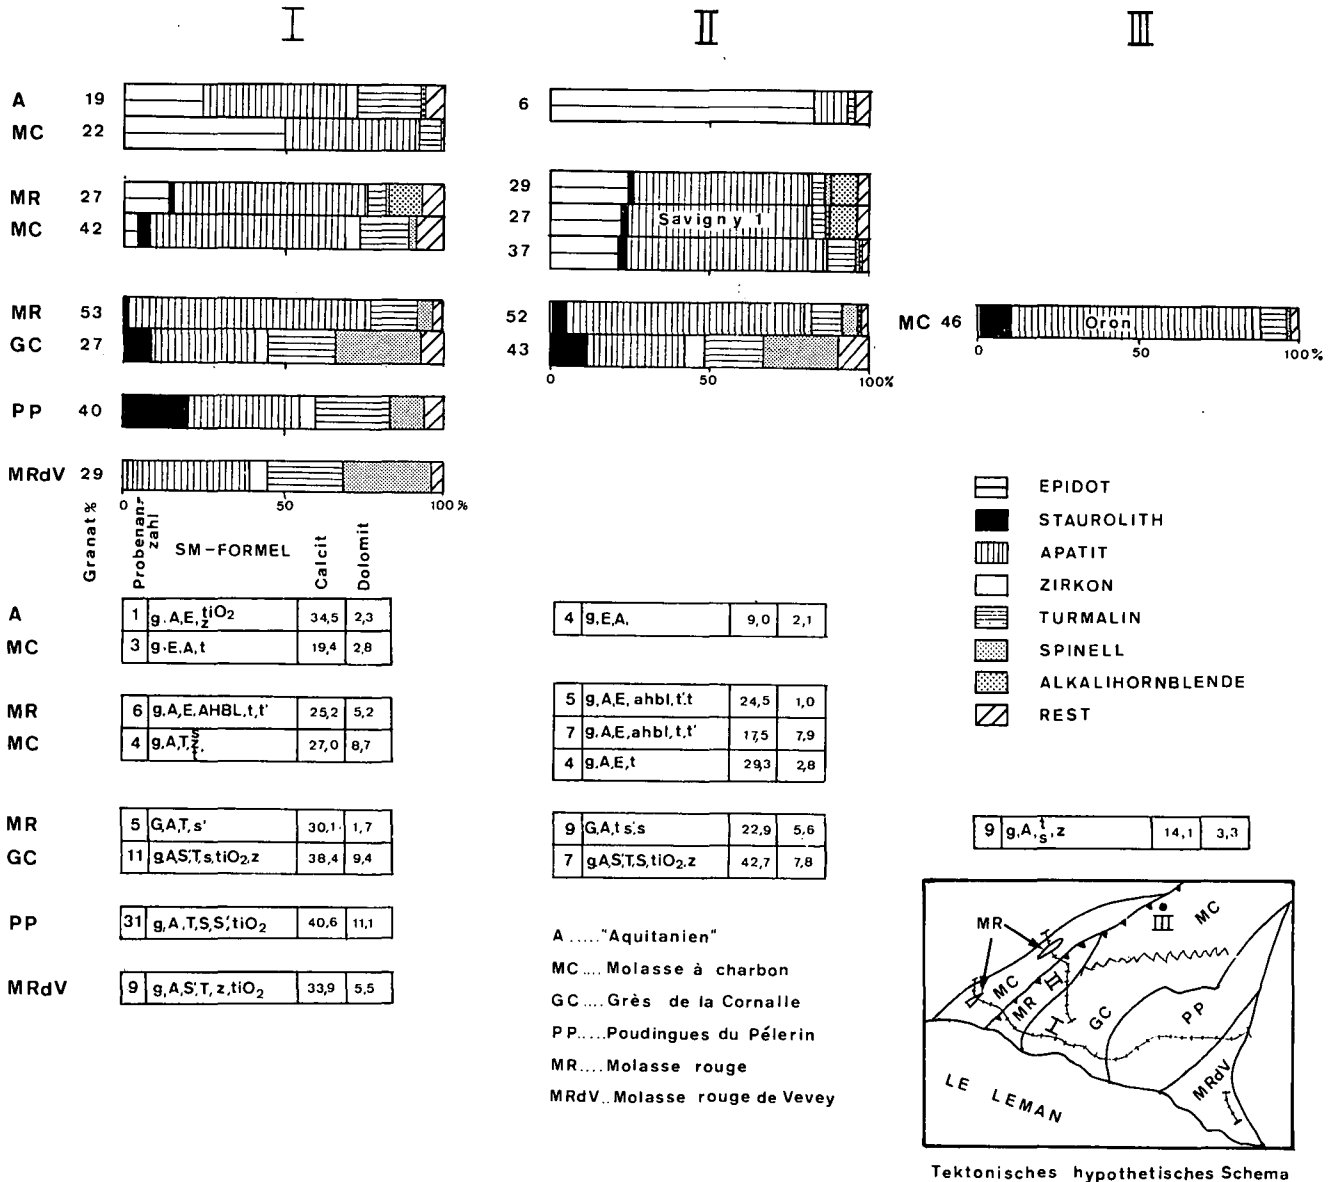 I II III
A 19 6
MC 22
MR 27 29
MC 42 27 Savigny 1
37
MR 53 52 MC 46 Oron
GC 27 43
0 50 100%
0 50 100%
PP 40
MRdV 29
0 50 100%
Granat %
Probenanzahl
SM-FORMEL
Calcit
Dolomit
EPIDOT
STAUROLITH
APATIT
ZIRKON
TURMALIN
SPINELL
ALKALIHORNBLENDE
REST
A 1 g.A,E, tiO2 z 34,5 2,3 4 g,E,A, 9,0 2,1
MC 3 g.E,A,t 19,4 2,8
MR 6 g,A,E,AHBL,t,t' 25,2 5,2 5 g,A,E, ahbl,t',t 24,5 1,0
MC 4 g,A,T, 27,0 8,7 7 g,A,E,ahbl,t,t' 17,5 7,9
4 g,A,E,t 29,3 2,8
MR 5 G,A,T,s' 30,1 1,7 9 G,A,t s',s 22,9 5,6 9 g,A, t s ,z 14,1 3,3
GC 11 g,A,S',T,s,tiO2,z 38,4 9,4 7 g,A,S',T,S,tiO2,z 42,7 7,8
PP 31 g,A,T,S,S',tiO2 40,6 11,1
MRdV 9 g,A,S',T,z,tiO2 33,9 5,5
A ..... "Aquitanien"
MC .... Molasse à charbon
GC .... Grès de la Cornalle
PP ..... Poudingues du Pélerin
MR .... Molasse rouge
MRdV .. Molasse rouge de Vevey
MR
III
MC
MC
MR
II
I
GC
PP
MRdV
LE LEMAN
Tektonisches hypothetisches Schema